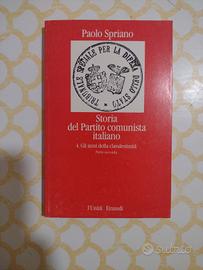 Paolo Spriano
TRIBUNALE SPECIALE PER LA DIFESA DELLO STATO
Storia
del Partito comunista
italiano
4. Gli anni della clandestinità
Parte seconda
l'Unità Einaudi
subito